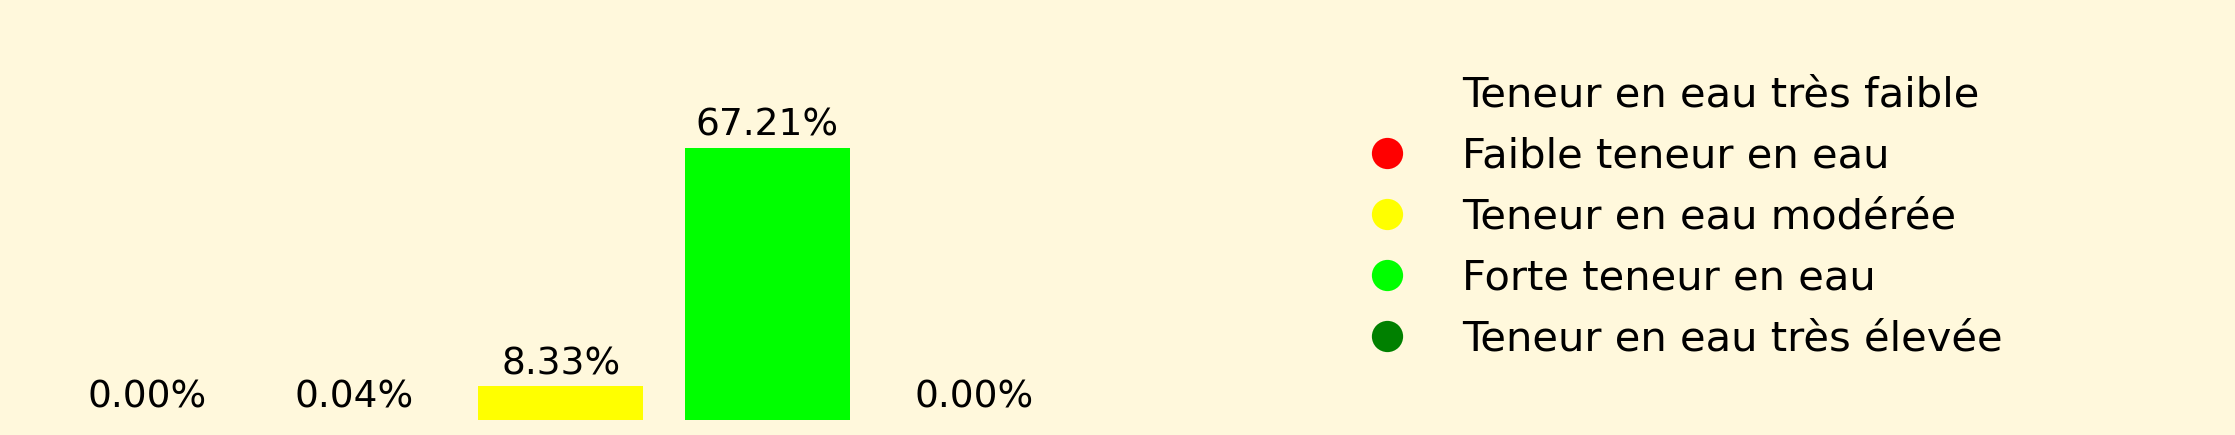 67.21%
8.33%
0.00%
0.04%
0.00%
Teneur en eau très faible
Faible teneur en eau
Teneur en eau modérée
Forte teneur en eau
Teneur en eau très élevée